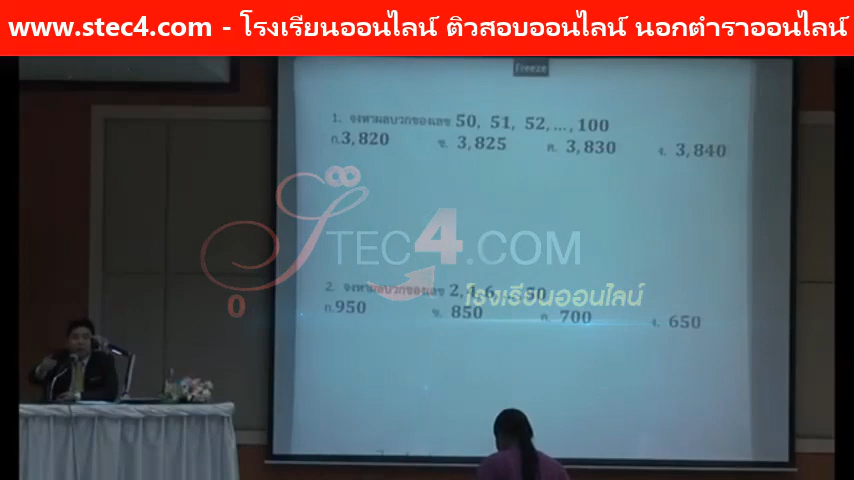 www.stec4.com - โรงเรียนออนไลน์ ติวสอบออนไลน์ นอกตำราออนไลน์
Freeze
1. จงหาผลบวกของเลข 50, 51, 52,...,100
ก.3,820 ข. 3,825 ค. 3,830 ง. 3,840
STEC4.COM
โรงเรียนออนไลน์
2. จงหาผลบวกของเลข 2,4,6,...,50
ก.950 ข. 850 ค. 700 ง. 650